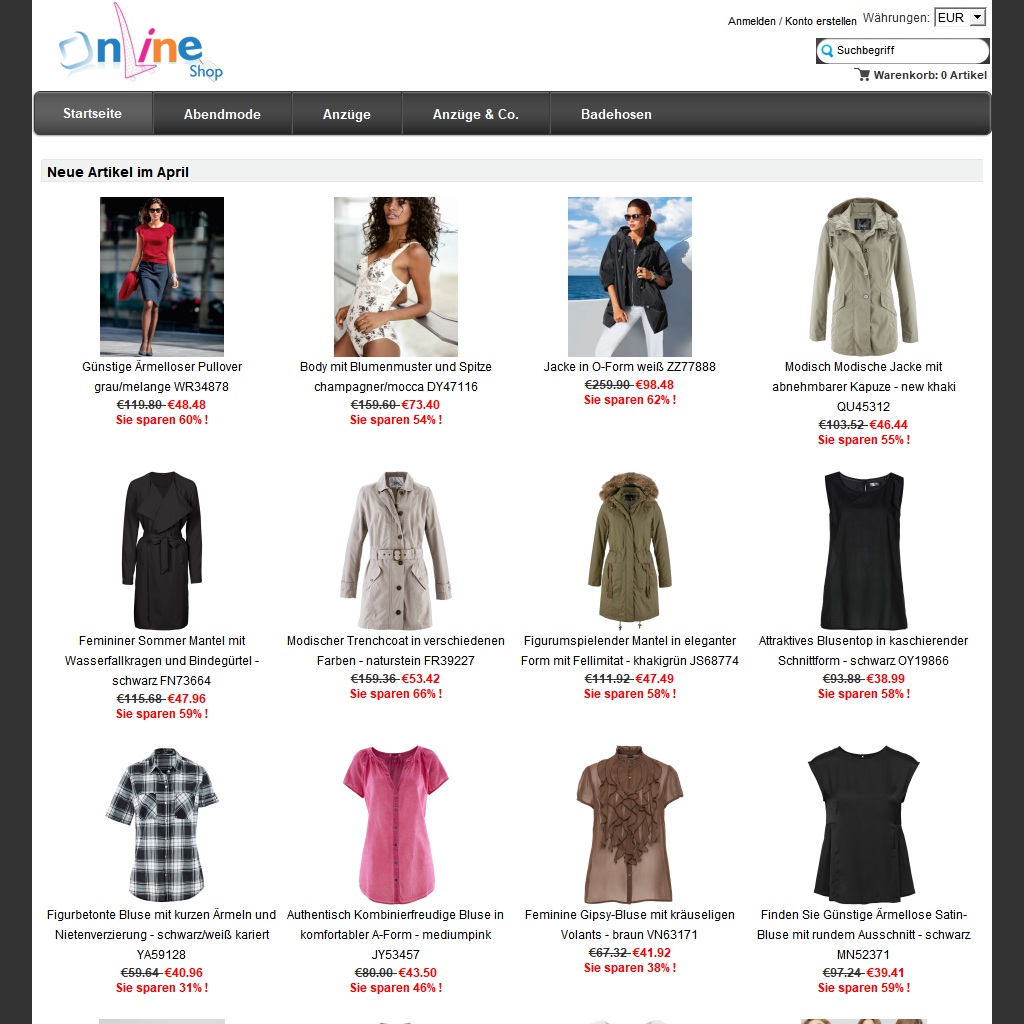 OnLine
Shop
Anmelden / Konto erstellen
Währungen: EUR
Suchbegriff
Warenkorb: 0 Artikel
Startseite
Abendmode
Anzüge
Anzüge & Co.
Badehosen
Neue Artikel im April
Günstige Ärmelloser Pullover
grau/melange WR34878
€119.80 €48.48
Sie sparen 60% !
Body mit Blumenmuster und Spitze
champagner/mocca DY47116
€159.60 €73.40
Sie sparen 54% !
Jacke in O-Form weiß ZZ77888
€259.90 €98.48
Sie sparen 62% !
Modisch Modische Jacke mit
abnehmbarer Kapuze - new khaki
QU45312
€103.52 €46.44
Sie sparen 55% !
Femininer Sommer Mantel mit
Wasserfallkragen und Bindegürtel -
schwarz FN73664
€115.68 €47.96
Sie sparen 59% !
Modischer Trenchcoat in verschiedenen
Farben - naturstein FR39227
€159.36 €53.42
Sie sparen 66% !
Figurumspielender Mantel in eleganter
Form mit Fellimitat - khakigrün JS68774
€111.92 €47.49
Sie sparen 58% !
Attraktives Blusentop in kaschierender
Schnittform - schwarz OY19866
€93.88 €38.99
Sie sparen 58% !
Figurbetonte Bluse mit kurzen Ärmeln und
Nietenverzierung - schwarz/weiß kariert
YA59128
€59.64 €40.96
Sie sparen 31% !
Authentisch Kombinierfreudige Bluse in
komfortabler A-Form - mediumpink
JY53457
€80.00 €43.50
Sie sparen 46% !
Feminine Gipsy-Bluse mit kräuseligen
Volants - braun VN63171
€67.32 €41.92
Sie sparen 38% !
Finden Sie Günstige Ärmellose Satin-
Bluse mit rundem Ausschnitt - schwarz
MN52371
€97.24 €39.41
Sie sparen 59% !